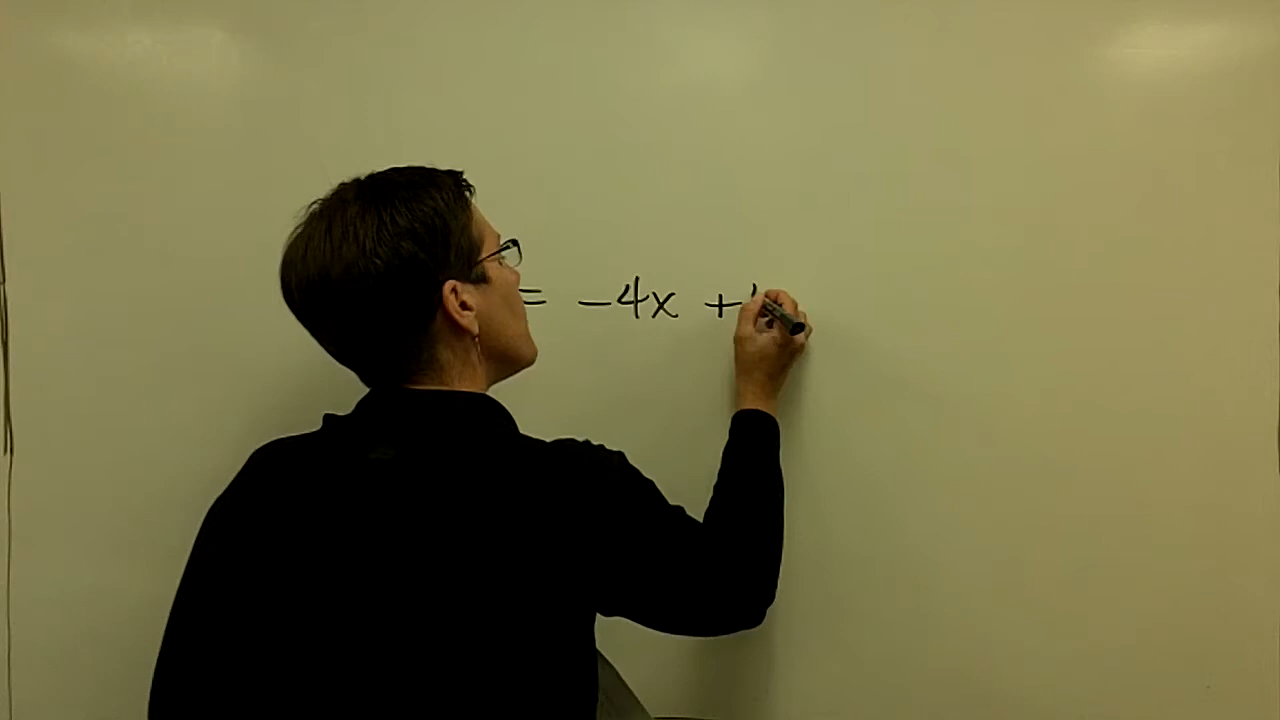 = -4x +